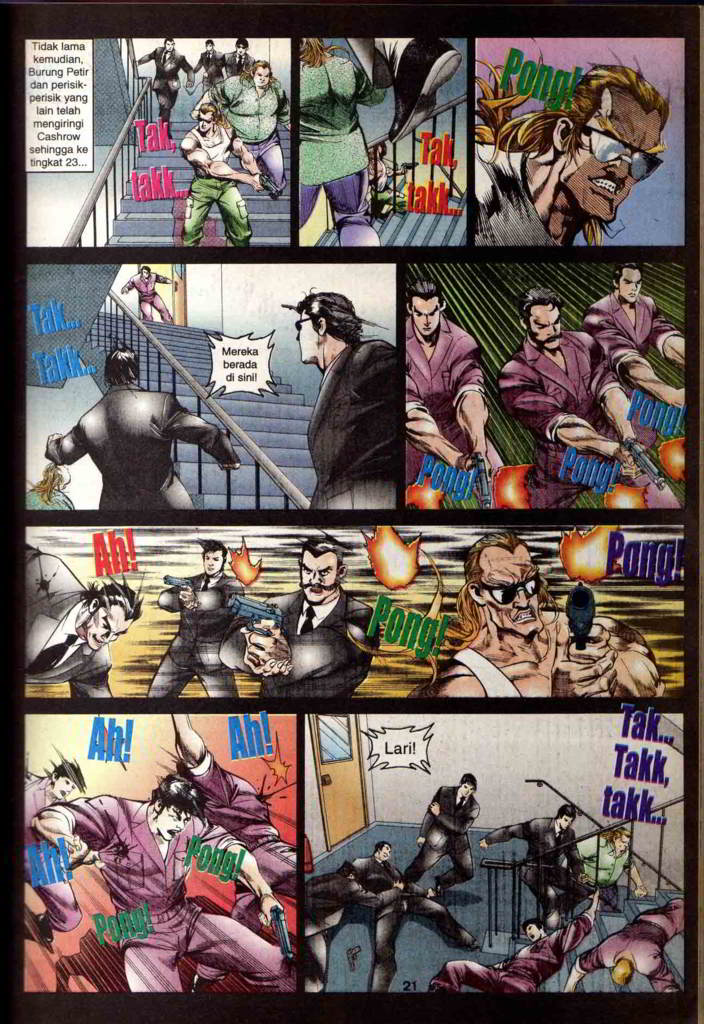 Tidak lama
kemudian,
Burung Petir
dan perisik-
perisik yang
lain telah
mengiringi
Cashrow
sehingga ke
tingkat 23...
Tak,
takk...
Tak,
takk...
Pong!
Tak...
Takk..
Mereka
berada
di sini!
Pong!
Pong!
Pong!
Ah!
Pong!
Pong!
Ah!
Ah!
Ah!
Pong!
Pong!
Lari!
Tak...
Takk,
takk...
21